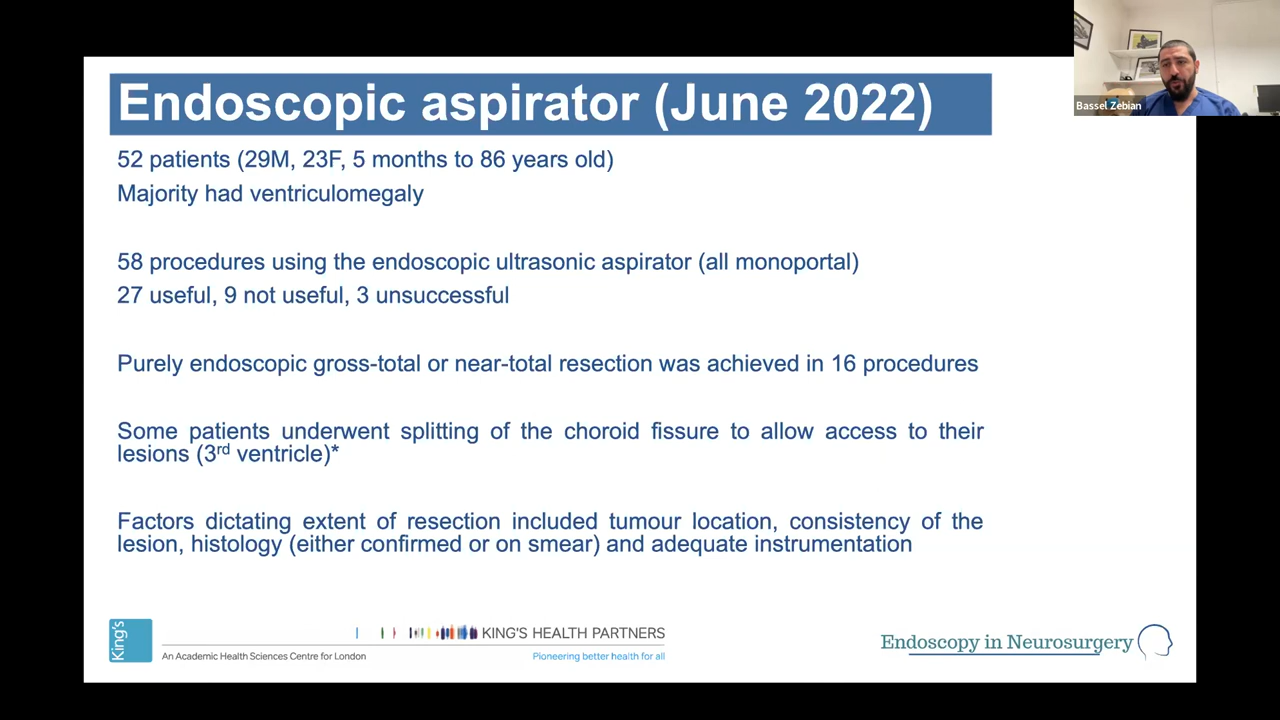 Endoscopic aspirator (June 2022)
Bassel Zebian
52 patients (29M, 23F, 5 months to 86 years old)
Majority had ventriculomegaly
58 procedures using the endoscopic ultrasonic aspirator (all monoportal)
27 useful, 9 not useful, 3 unsuccessful
Purely endoscopic gross-total or near-total resection was achieved in 16 procedures
Some patients underwent splitting of the choroid fissure to allow access to their
lesions (3rd ventricle)*
Factors dictating extent of resection included tumour location, consistency of the
lesion, histology (either confirmed or on smear) and adequate instrumentation
King's
KING'S HEALTH PARTNERS
An Academic Health Sciences Centre for London
Pioneering better health for all
Endoscopy in Neurosurgery